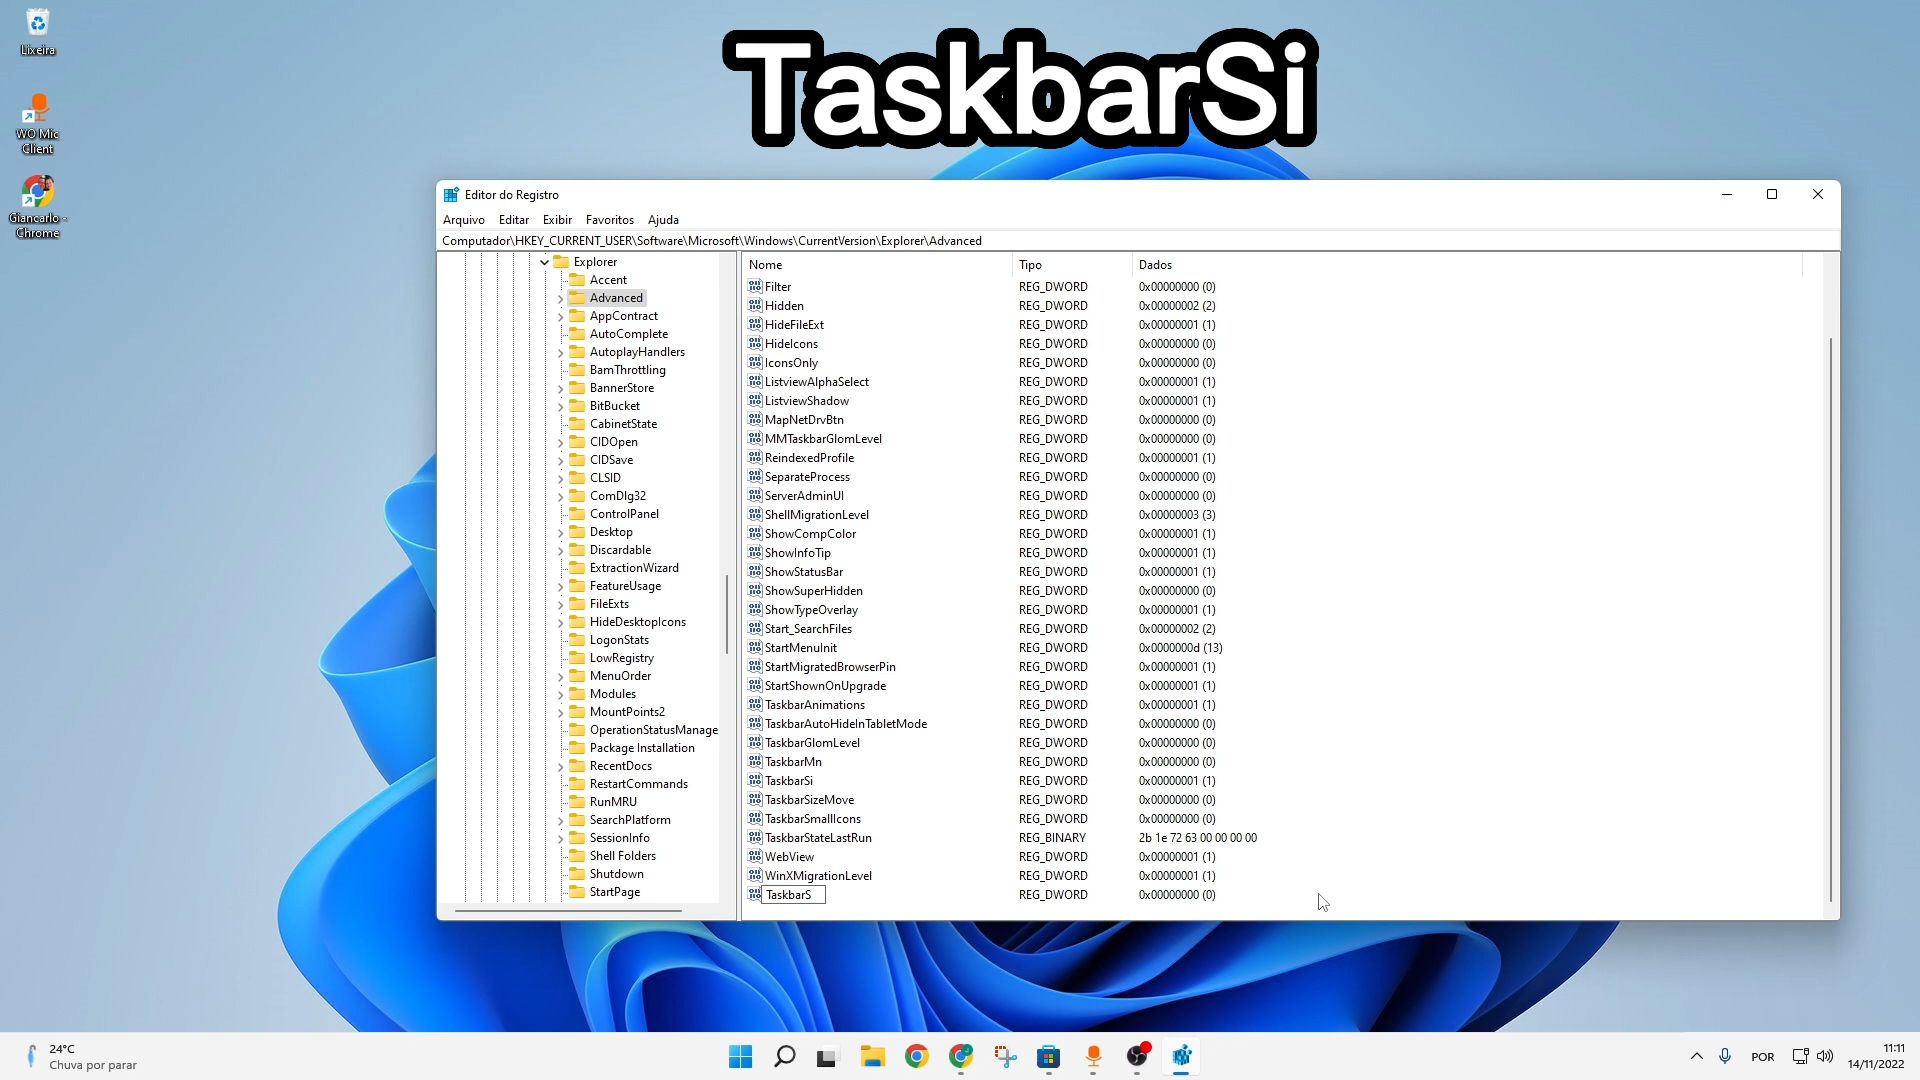 TaskbarSi
Lixeira
WO Mic
Client
Giancarlo -
Chrome
Editor do Registro
Arquivo Editar Exibir Favoritos Ajuda
Computador\HKEY_CURRENT_USER\Software\Microsoft\Windows\CurrentVersion\Explorer\Advanced
Explorer
Accent
Advanced
AppContract
AutoComplete
AutoplayHandlers
BamThrottling
BannerStore
BitBucket
CabinetState
CIDOpen
CIDSave
CLSID
ComDlg32
ControlPanel
Desktop
Discardable
ExtractionWizard
FeatureUsage
FileExts
HideDesktopIcons
LogonStats
LowRegistry
MenuOrder
Modules
MountPoints2
OperationStatusManage
Package Installation
RecentDocs
RestartCommands
RunMRU
SearchPlatform
SessionInfo
Shell Folders
Shutdown
StartPage
Nome Tipo Dados
Filter REG_DWORD 0x00000000 (0)
Hidden REG_DWORD 0x00000002 (2)
HideFileExt REG_DWORD 0x00000001 (1)
HideIcons REG_DWORD 0x00000000 (0)
IconsOnly REG_DWORD 0x00000000 (0)
ListviewAlphaSelect REG_DWORD 0x00000001 (1)
ListviewShadow REG_DWORD 0x00000001 (1)
MapNetDrvBtn REG_DWORD 0x00000000 (0)
MMTaskbarGlomLevel REG_DWORD 0x00000000 (0)
ReindexedProfile REG_DWORD 0x00000001 (1)
SeparateProcess REG_DWORD 0x00000000 (0)
ServerAdminUI REG_DWORD 0x00000000 (0)
ShellMigrationLevel REG_DWORD 0x00000003 (3)
ShowCompColor REG_DWORD 0x00000001 (1)
ShowInfoTip REG_DWORD 0x00000001 (1)
ShowStatusBar REG_DWORD 0x00000001 (1)
ShowSuperHidden REG_DWORD 0x00000000 (0)
ShowTypeOverlay REG_DWORD 0x00000001 (1)
Start_SearchFiles REG_DWORD 0x00000002 (2)
StartMenuInit REG_DWORD 0x0000000d (13)
StartMigratedBrowserPin REG_DWORD 0x00000001 (1)
StartShownOnUpgrade REG_DWORD 0x00000001 (1)
TaskbarAnimations REG_DWORD 0x00000001 (1)
TaskbarAutoHideInTabletMode REG_DWORD 0x00000000 (0)
TaskbarGlomLevel REG_DWORD 0x00000000 (0)
TaskbarMn REG_DWORD 0x00000000 (0)
TaskbarSi REG_DWORD 0x00000001 (1)
TaskbarSizeMove REG_DWORD 0x00000000 (0)
TaskbarSmallIcons REG_DWORD 0x00000000 (0)
TaskbarStateLastRun REG_BINARY 2b 1e 72 63 00 00 00 00
WebView REG_DWORD 0x00000001 (1)
WinXMigrationLevel REG_DWORD 0x00000001 (1)
TaskbarS REG_DWORD 0x00000000 (0)
24°C
Chuva por parar
POR
11:11
14/11/2022